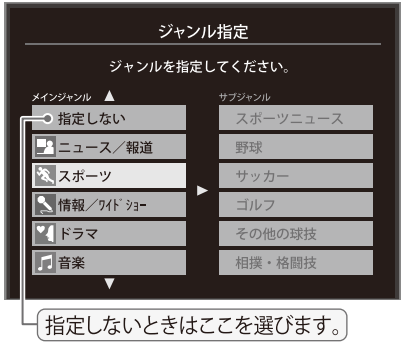 ジャンル指定
ジャンルを指定してください。
メインジャンル
サブジャンル
指定しない
スポーツニュース
ニュース／報道
野球
スポーツ
サッカー
情報／ﾜｲﾄﾞｼｮｰ
ゴルフ
ドラマ
その他の球技
音楽
相撲・格闘技
指定しないときはここを選びます。